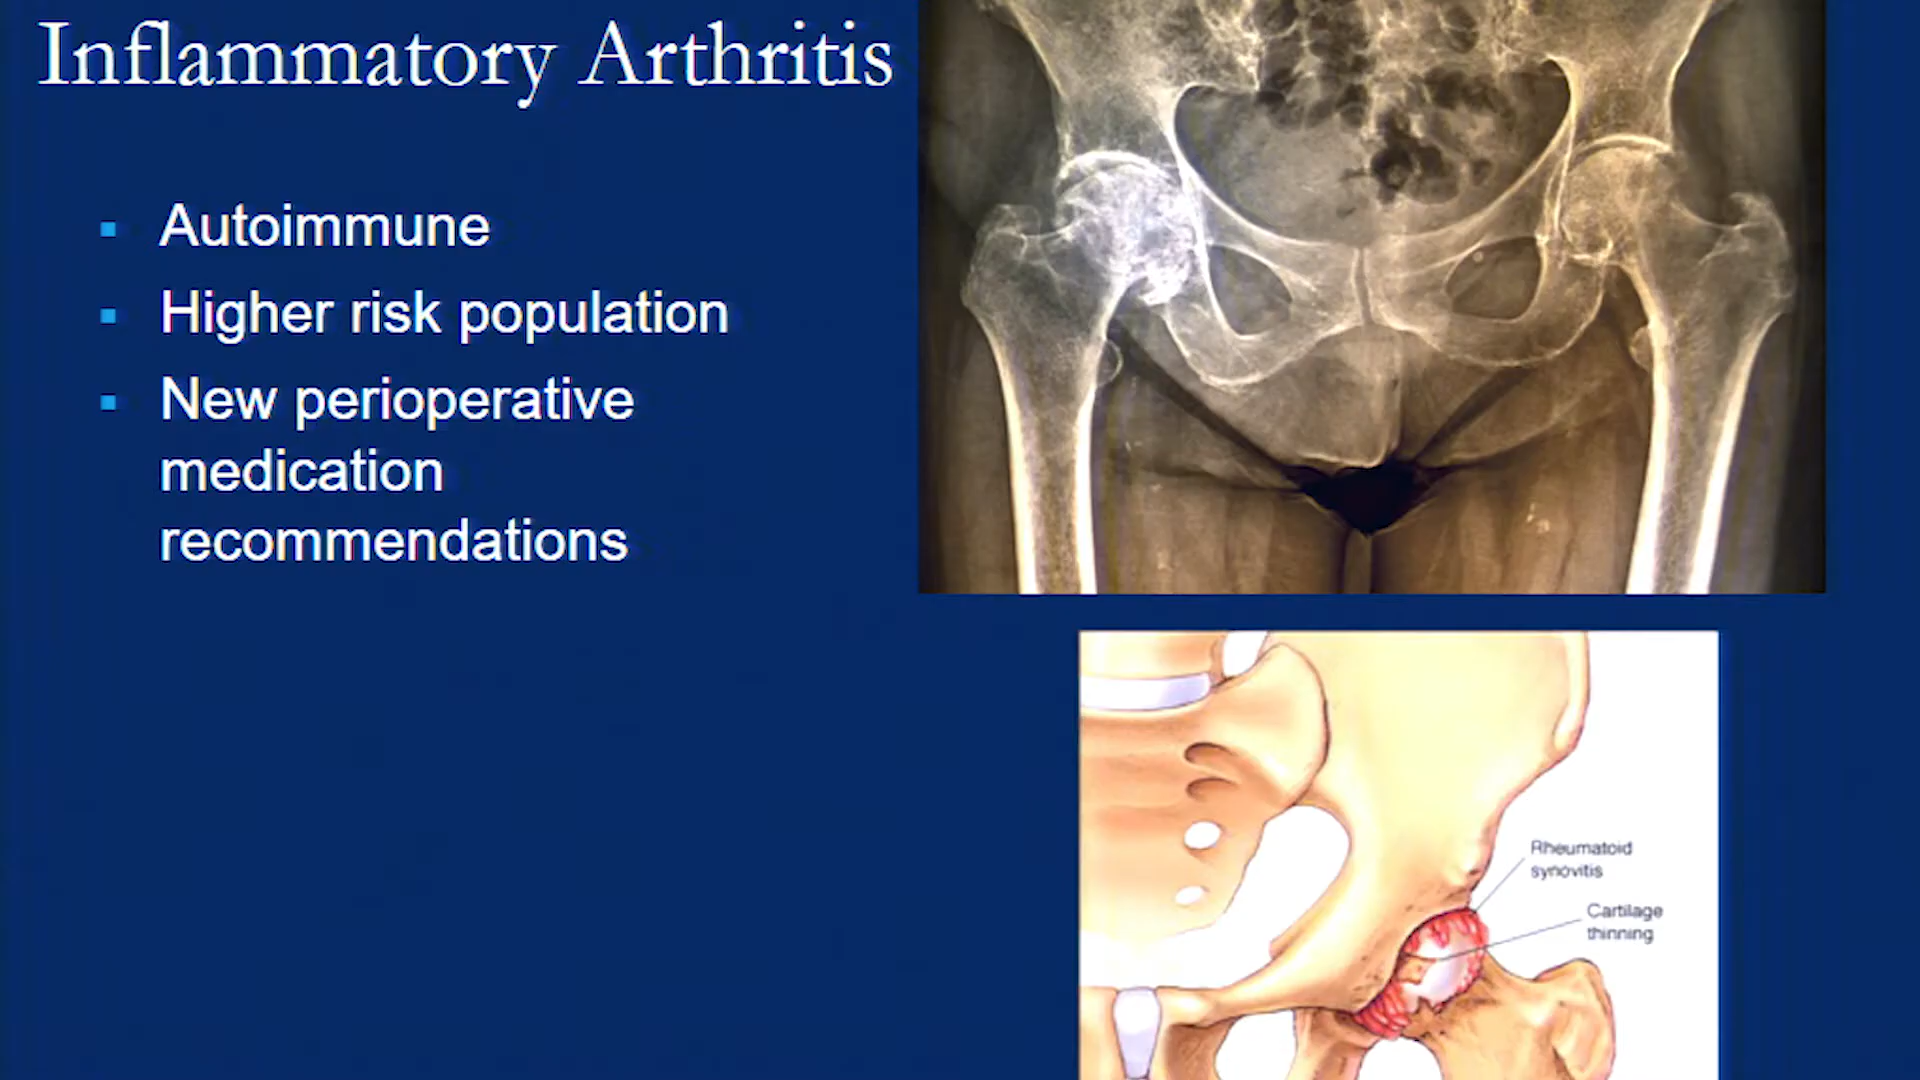 Inflammatory Arthritis
Autoimmune
Higher risk population
New perioperative
medication
recommendations
Rheumatoid
synovitis
Cartilage
thinning